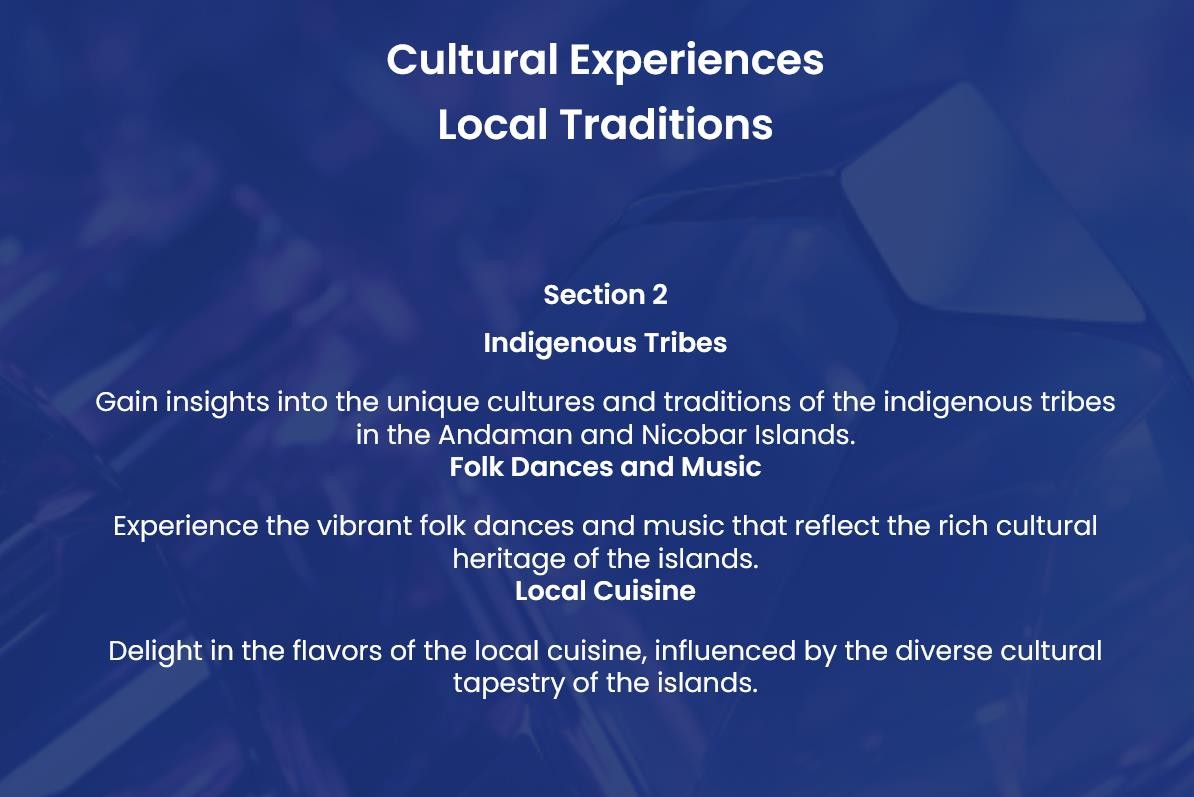 Cultural Experiences
Local Traditions
Section 2
Indigenous Tribes
Gain insights into the unique cultures and traditions of the indigenous tribes
in the Andaman and Nicobar Islands.
Folk Dances and Music
Experience the vibrant folk dances and music that reflect the rich cultural
heritage of the islands.
Local Cuisine
Delight in the flavors of the local cuisine, influenced by the diverse cultural
tapestry of the islands.